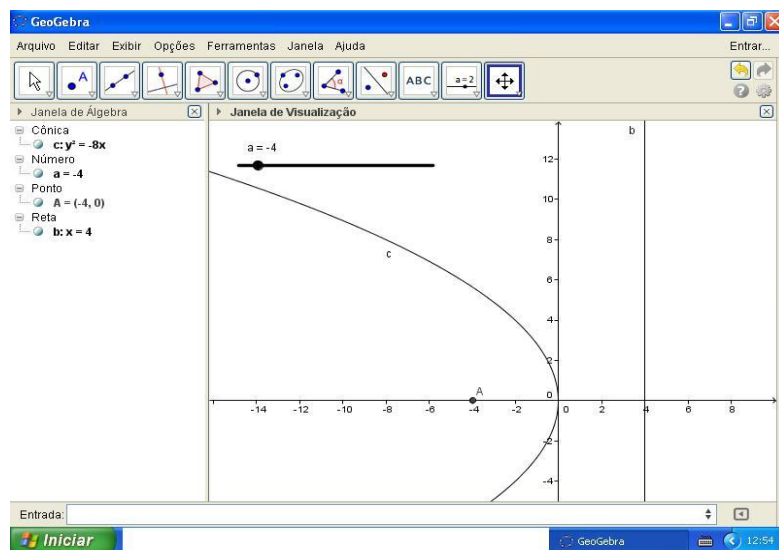 GeoGebra
Arquivo Editar Exibir Opções Ferramentas Janela Ajuda
Entrar...
A
α
ABC
a=2
Janela de Álgebra
Cônica
c: y² = -8x
Número
a = -4
Ponto
A = (-4, 0)
Reta
b: x = 4
Janela de Visualização
a = -4
b
c
A
12
10
8
6
4
2
0
-2
-4
-14 -12 -10 -8 -6 -4 -2 0 2 4 6 8
Entrada:
Iniciar
GeoGebra
12:54